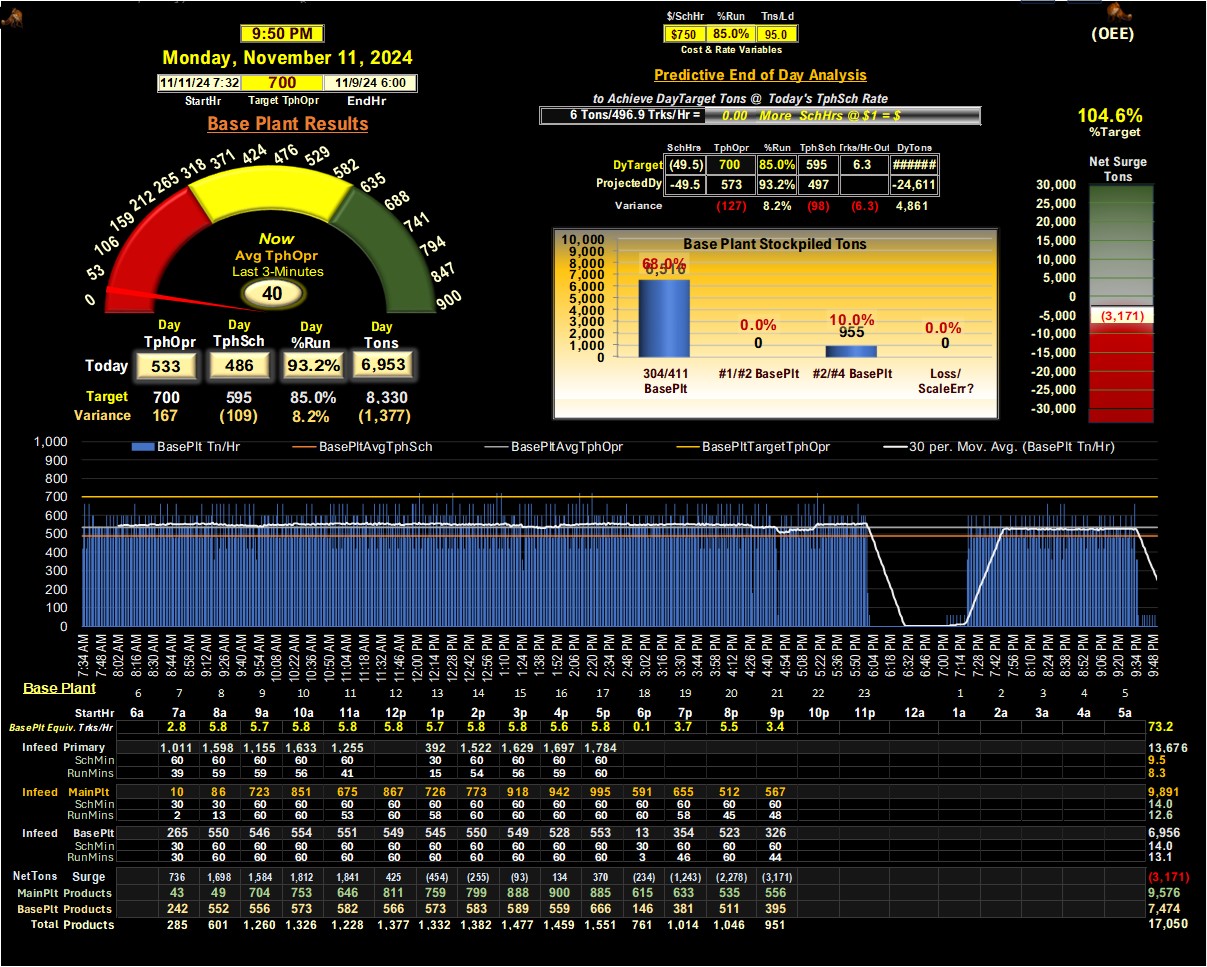 $/SchHr %Run Tns/Ld
$750 85.0% 95.0
Cost & Rate Variables
(OEE)
9:50 PM
Monday, November 11, 2024
11/11/24 7:32 700 11/9/24 6:00
StartHr Target TphOpr EndHr
Base Plant Results
Predictive End of Day Analysis
to Achieve DayTarget Tons @ Today's TphSch Rate
6 Tons/496.9 Trks/Hr = 0.00 More SchHrs @ $1 = $
104.6%
%Target
SchHrs TphOpr %Run TphSch Trks/Hr-Out DyTons
DyTarget (49.5) 700 85.0% 595 6.3 ######
ProjectedDy -49.5 573 93.2% 497 -24,611
Variance (127) 8.2% (98) (6.3) 4,861
Net Surge
Tons
30,000
25,000
20,000
15,000
10,000
5,000
0
-5,000
-10,000
-15,000
-20,000
-25,000
-30,000
(3,171)
0 53 106 159 212 265 318 371 424 476 529 582 635 688 741 794 847 900
Now
Avg TphOpr
Last 3-Minutes
40
Day Day Day Day
TphOpr TphSch %Run Tons
Today 533 486 93.2% 6,953
Target 700 595 85.0% 8,330
Variance 167 (109) 8.2% (1,377)
Base Plant Stockpiled Tons
10,000
9,000
8,000
7,000
6,000
5,000
4,000
3,000
2,000
1,000
0
68.0% 0.0% 10.0% 0.0%
6,516 0 955 0
304/411 #1/#2 BasePlt #2/#4 BasePlt Loss/
BasePlt ScaleErr?
BasePlt Tn/Hr BasePltAvgTphSch BasePltAvgTphOpr BasePltTargetTphOpr 30 per. Mov. Avg. (BasePlt Tn/Hr)
1,000
900
800
700
600
500
400
300
200
100
0
7:34 AM 7:48 AM 8:02 AM 8:16 AM 8:30 AM 8:44 AM 8:58 AM 9:12 AM 9:26 AM 9:40 AM 9:54 AM 10:08 AM 10:22 AM 10:36 AM 10:50 AM 11:04 AM 11:18 AM 11:32 AM 11:46 AM 12:00 PM 12:14 PM 12:28 PM 12:42 PM 12:56 PM 1:10 PM 1:24 PM 1:38 PM 1:52 PM 2:06 PM 2:20 PM 2:34 PM 2:48 PM 3:02 PM 3:16 PM 3:30 PM 3:44 PM 3:58 PM 4:12 PM 4:26 PM 4:40 PM 4:54 PM 5:08 PM 5:22 PM 5:36 PM 5:50 PM 6:04 PM 6:18 PM 6:32 PM 6:46 PM 7:00 PM 7:14 PM 7:28 PM 7:42 PM 7:56 PM 8:10 PM 8:24 PM 8:38 PM 8:52 PM 9:06 PM 9:20 PM 9:34 PM 9:48 PM
Base Plant 6 7 8 9 10 11 12 13 14 15 16 17 18 19 20 21 22 23 1 2 3 4 5
StartHr 6a 7a 8a 9a 10a 11a 12p 1p 2p 3p 4p 5p 6p 7p 8p 9p 10p 11p 12a 1a 2a 3a 4a 5a
BasePlt Equiv. Trks/Hr 2.8 5.8 5.7 5.8 5.8 5.8 5.7 5.8 5.8 5.6 5.8 0.1 3.7 5.5 3.4 73.2
Infeed Primary 1,011 1,598 1,155 1,633 1,255 392 1,522 1,629 1,697 1,784 13,676
SchMin 60 60 60 60 60 30 60 60 60 60 9.5
RunMins 39 59 59 56 41 15 54 56 59 60 8.3
Infeed MainPlt 10 86 723 851 675 867 726 773 918 942 995 591 655 512 567 9,891
SchMin 30 30 60 60 60 60 60 60 60 60 60 60 60 60 60 14.0
RunMins 2 13 60 60 53 60 58 60 60 60 60 60 58 45 48 12.6
Infeed BasePlt 265 550 546 554 551 549 545 550 549 528 553 13 354 523 326 6,956
SchMin 30 60 60 60 60 60 60 60 60 60 60 30 60 60 60 14.0
RunMins 30 60 60 60 60 60 60 60 60 60 60 3 46 60 44 13.1
NetTons Surge 736 1,698 1,584 1,812 1,841 425 (454) (255) (93) 134 370 (234) (1,243) (2,278) (3,171) (3,171)
MainPlt Products 43 49 704 753 646 811 759 799 888 900 885 615 633 535 556 9,576
BasePlt Products 242 552 556 573 582 566 573 583 589 559 666 146 381 511 395 7,474
Total Products 285 601 1,260 1,326 1,228 1,377 1,332 1,382 1,477 1,459 1,551 761 1,014 1,046 951 17,050